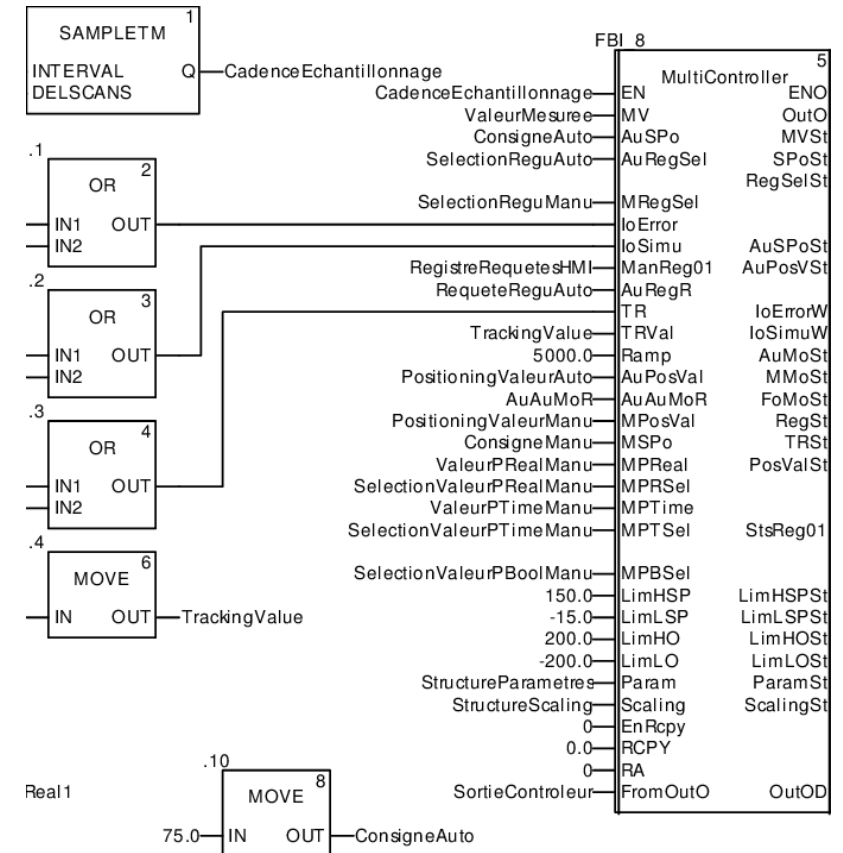 1
SAMPLETM
INTERVAL Q CadenceEchantillonnage
DELSCANS
.1
2
OR
IN1 OUT
IN2
.2
3
OR
IN1 OUT
IN2
.3
4
OR
IN1 OUT
IN2
.4
6
MOVE
IN OUT TrackingValue
FBI_8
5
MultiController
CadenceEchantillonnage EN ENO
ValeurMesuree MV OutO
ConsigneAuto AuSPo MVSt
SelectionReguAuto AuRegSel SPoSt
RegSelSt
SelectionReguManu MRegSel
IoError
IoSimu AuSPoSt
RegistreRequetesHMI ManReg01 AuPosVSt
RequeteReguAuto AuRegR
TR IoErrorW
TrackingValue TRVal IoSimuW
5000.0 Ramp AuMoSt
PositioningValeurAuto AuPosVal MMoSt
AuAuMoR AuAuMoR FoMoSt
PositioningValeurManu MPosVal RegSt
ConsigneManu MSPo TRSt
ValeurPRealManu MPReal PosValSt
SelectionValeurPRealManu MPRSel
ValeurPTimeManu MPTime
SelectionValeurPTimeManu MPTSel StsReg01
SelectionValeurPBoolManu MPBSel
150.0 LimHSP LimHSPSt
-15.0 LimLSP LimLSPSt
200.0 LimHO LimHOSt
-200.0 LimLO LimLOSt
StructureParametres Param ParamSt
StructureScaling Scaling ScalingSt
0 EnRcpy
0.0 RCPY
0 RA
SortieControleur FromOutO OutOD
Real1
.10
8
MOVE
75.0 IN OUT ConsigneAuto